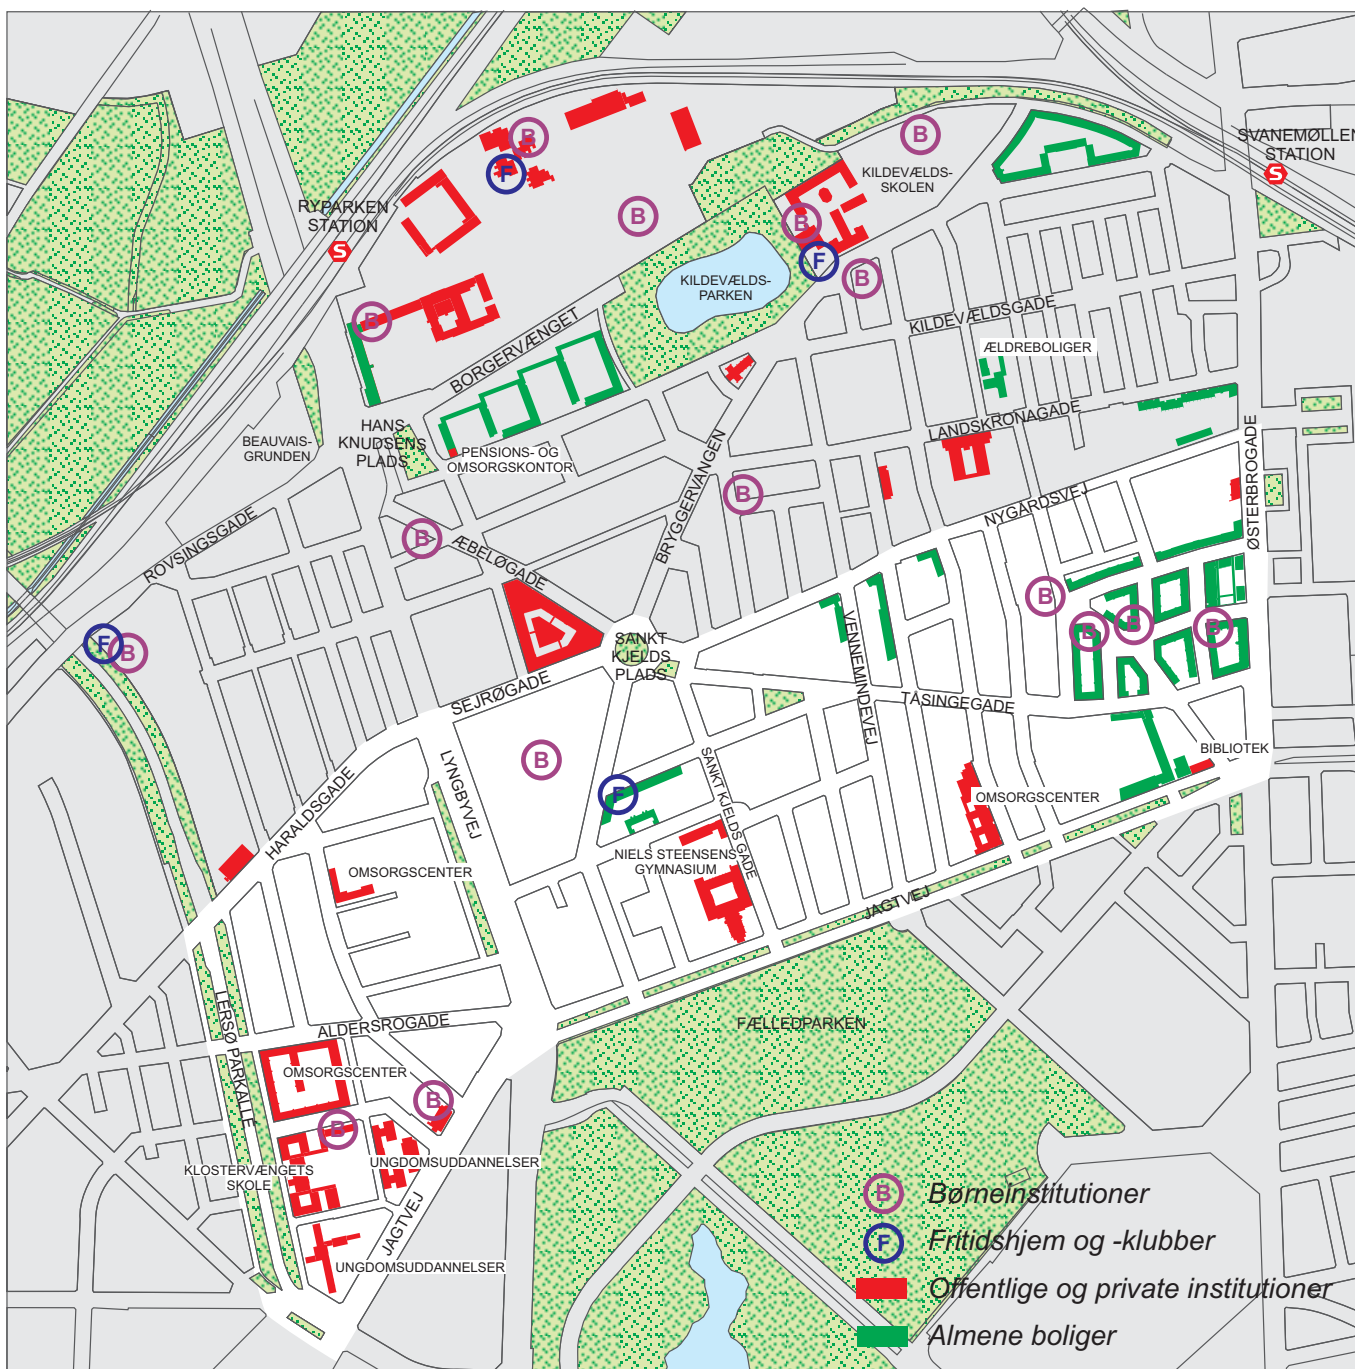 SVANEMØLLEN
STATION
S
B
B
F
KILDEVÆLDS-
SKOLEN
RYPARKEN
STATION
S
B
B
F
B
KILDEVÆLDS-
PARKEN
B
KILDEVÆLDSGADE
BORGERVÆNGET
ÆLDREBOLIGER
LANDSKRONAGADE
HANS
KNUDSENS
PLADS
BEAUVAIS-
GRUNDEN
PENSIONS- OG
OMSORGSKONTOR
ØSTERBROGADE
BRYGGERVANGEN
B
NYGÅRDSVEJ
ROVSINGSGADE
B
ÆBELØGADE
B
B
B
B
F
B
SANKT
KJELDS
PLADS
VENNEMINDEVEJ
SEJRØGADE
TÅSINGEGADE
BIBLIOTEK
B
LYNGBYVEJ
F
SANKT KJELDS GADE
OMSORGSCENTER
HARALDSGADE
OMSORGSCENTER
NIELS STEENSENS
GYMNASIUM
JAGTVEJ
LERSØ PARKALLE
ALDERSROGADE
FÆLLEDPARKEN
OMSORGSCENTER
B
B
KLOSTERVÆNGETS
SKOLE
UNGDOMSUDDANNELSER
JAGTVEJ
UNGDOMSUDDANNELSER
B Børneinstitutioner
F Fritidshjem og -klubber
Offentlige og private institutioner
Almene boliger